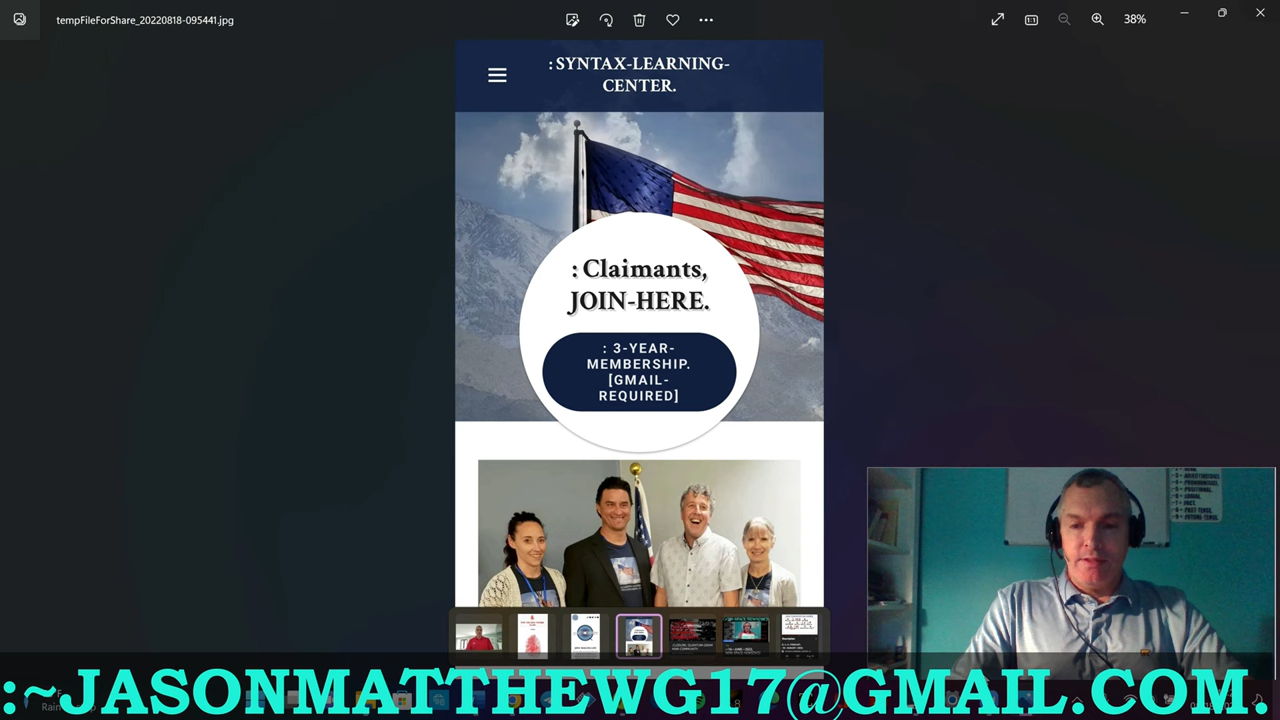 tempFileForShare_20220818-095441.jpg
38%
: SYNTAX-LEARNING-
CENTER.
: Claimants,
JOIN-HERE.
: 3-YEAR-
MEMBERSHIP.
[GMAIL-
REQUIRED]
:~.JASONMATTHEWG17@GMAIL.COM.